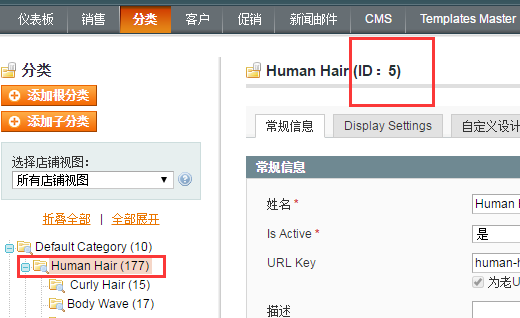 仪表板 销售 分类 客户 促销 新闻邮件 CMS Templates Master
分类
添加根分类
添加子分类
选择店铺视图：
所有店铺视图
折叠全部 | 全部展开
Default Category (10)
Human Hair (177)
Curly Hair (15)
Body Wave (17)
Human Hair (ID：5)
常规信息 Display Settings 自定义设计
常规信息
姓名 * Human
Is Active * 是
URL Key human-h
为老U
描述